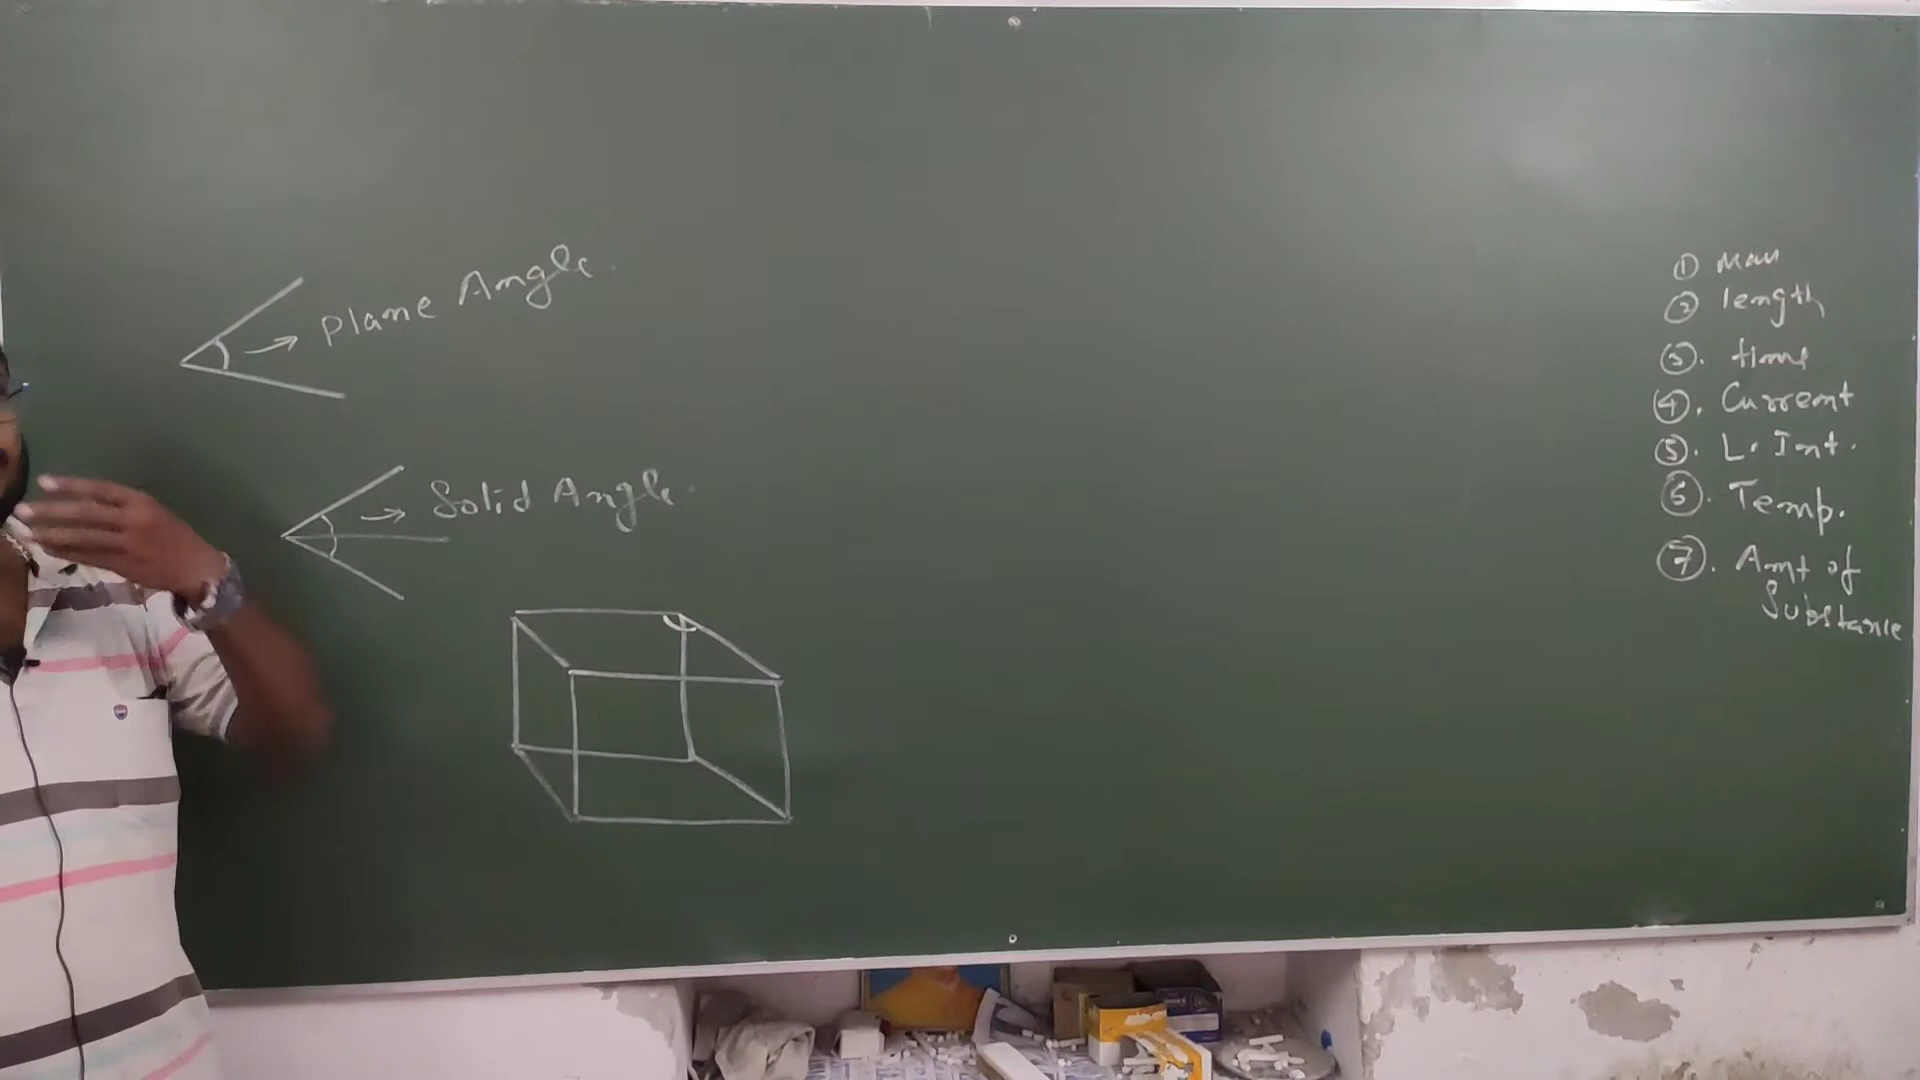 Plane Angle.
Solid Angle.
① Mass
② length
③. time
④. Current
⑤. L. Int.
⑥. Temp.
⑦. Amt of
Substance